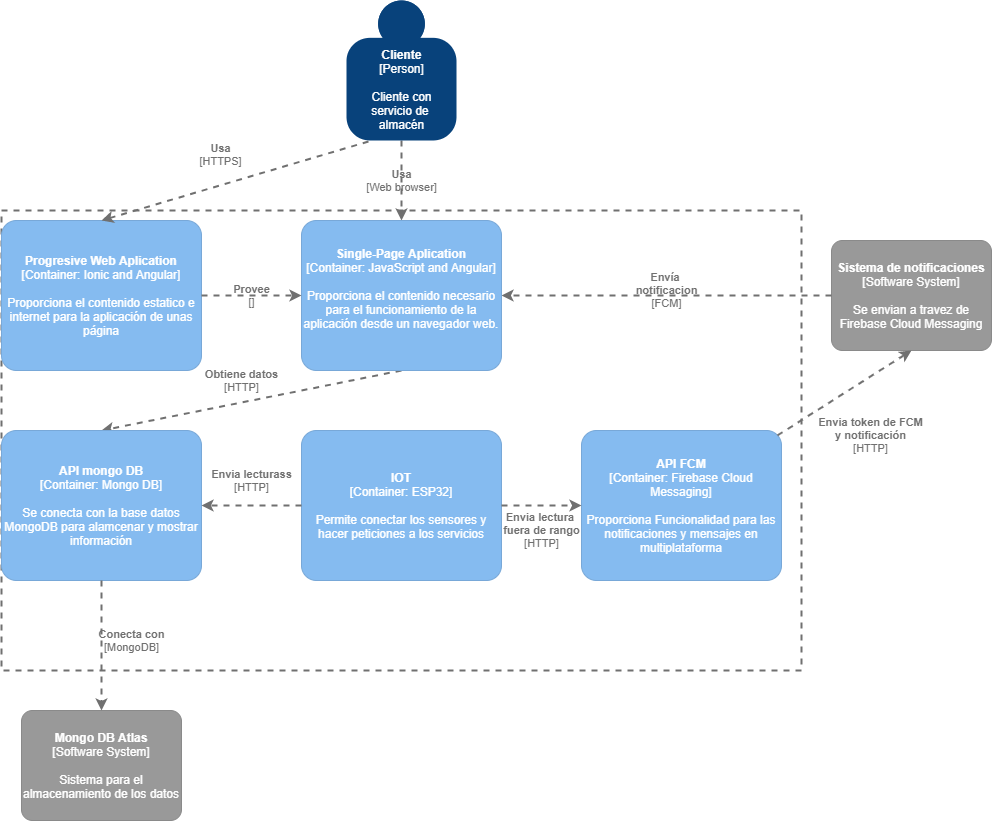 Cliente
[Person]
Cliente con
servicio de
almacén
Usa
[HTTPS]
Usa
[Web browser]
Progresive Web Aplication
[Container: Ionic and Angular]
Proporciona el contenido estatico e
internet para la aplicación de unas
página
Provee
[]
Single-Page Aplication
[Container: JavaScript and Angular]
Proporciona el contenido necesario
para el funcionamiento de la
aplicación desde un navegador web.
Envía
notificacion
[FCM]
Sistema de notificaciones
[Software System]
Se envian a travez de
Firebase Cloud Messaging
Obtiene datos
[HTTP]
Envia token de FCM
y notificación
[HTTP]
API mongo DB
[Container: Mongo DB]
Se conecta con la base datos
MongoDB para alamcenar y mostrar
información
Envia lecturass
[HTTP]
IOT
[Container: ESP32]
Permite conectar los sensores y
hacer peticiones a los servicios
Envia lectura
fuera de rango
[HTTP]
API FCM
[Container: Firebase Cloud
Messaging]
Proporciona Funcionalidad para las
notificaciones y mensajes en
multiplataforma
Conecta con
[MongoDB]
Mongo DB Atlas
[Software System]
Sistema para el
almacenamiento de los datos